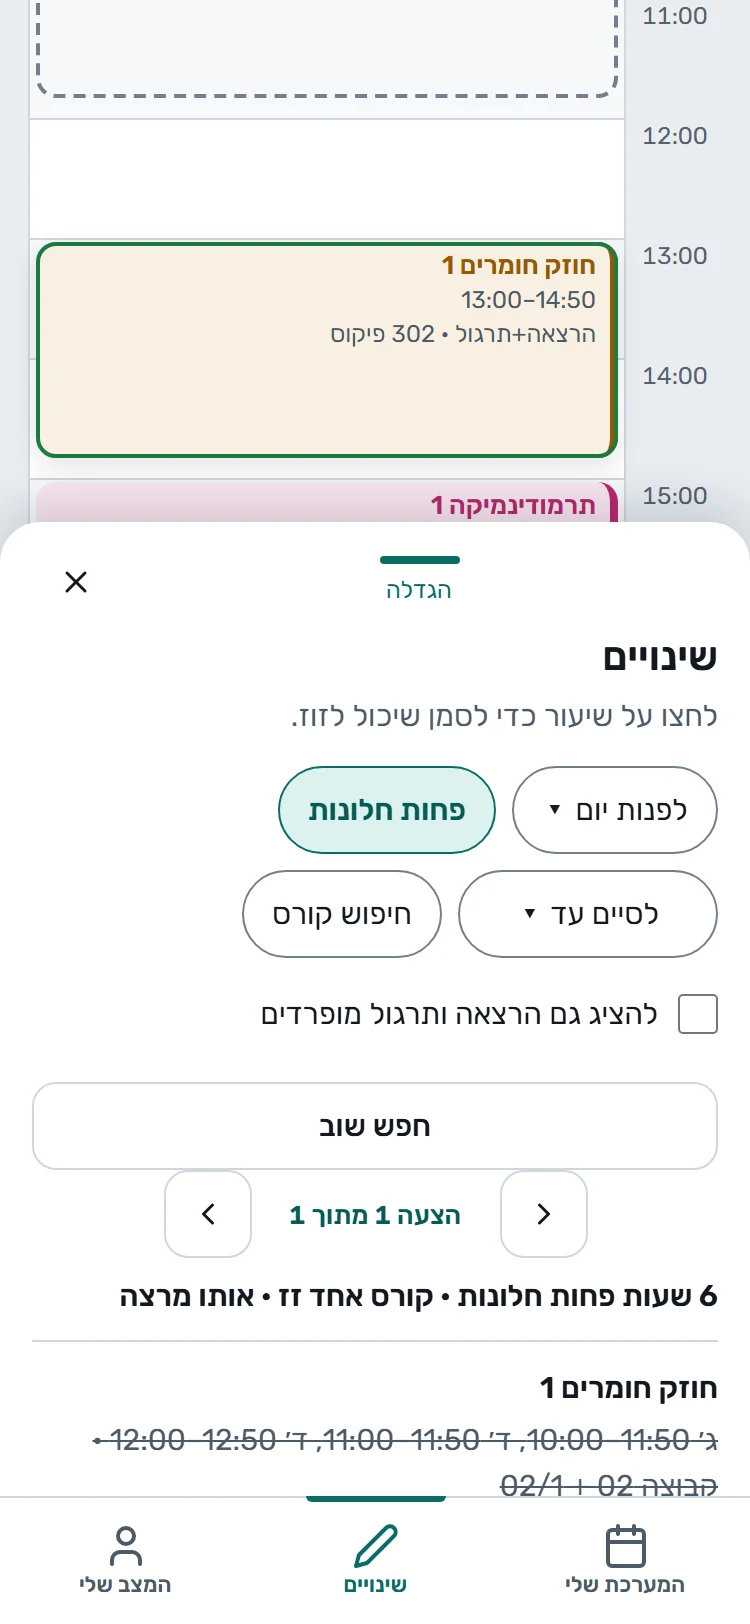 11:00
12:00
13:00
חוזק חומרים 1
13:00–14:50
הרצאה+תרגול • 302 פיקוס
14:00
15:00
תרמודינמיקה 1
הגדלה
שינויים
לחצו על שיעור כדי לסמן שיכול לזוז.
לפנות יום ▼
פחות חלונות
לסיים עד ▼
חיפוש קורס
להציג גם הרצאה ותרגול מופרדים
חפש שוב
הצעה 1 מתוך 1
6 שעות פחות חלונות • קורס אחד זז • אותו מרצה
חוזק חומרים 1
ג׳ 10:00–11:50, ד׳ 11:00–11:50, ד׳ 12:00–12:50 •
קבוצה 02 + 02/1
המערכת שלי
שינויים
המצב שלי